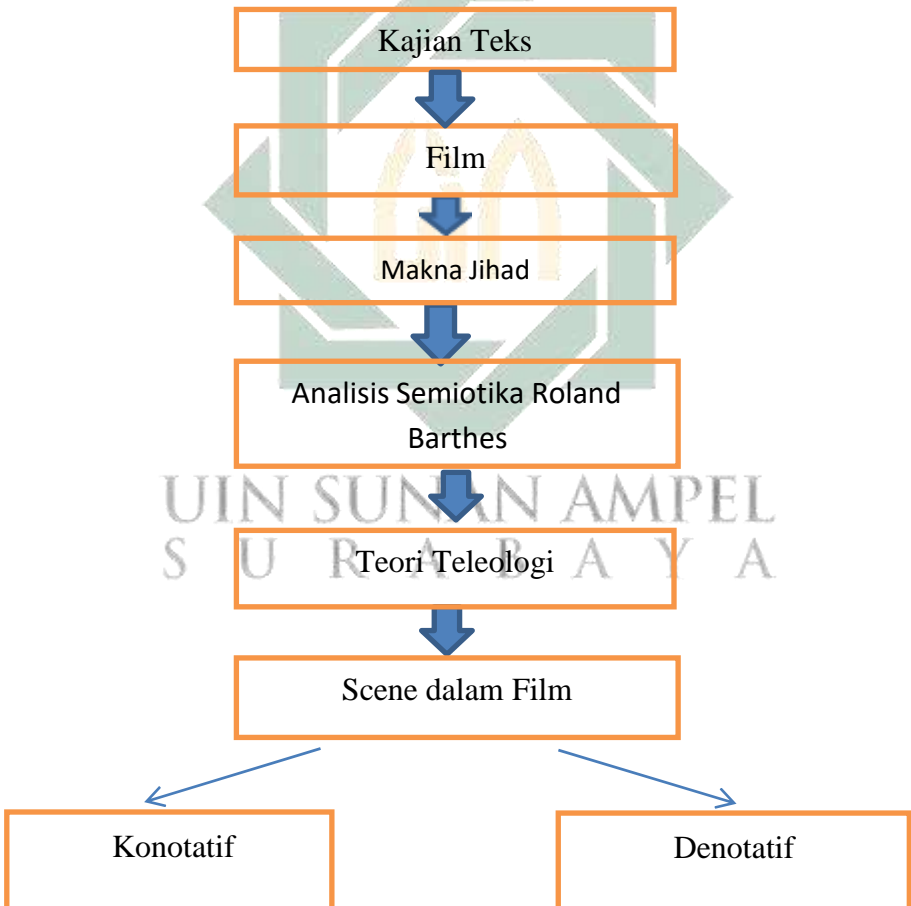 Kajian Teks
Film
Makna Jihad
Analisis Semiotika Roland
Barthes
UIN SUNAN AMPEL
SURABAYA
Teori Teleologi
Scene dalam Film
Konotatif
Denotatif